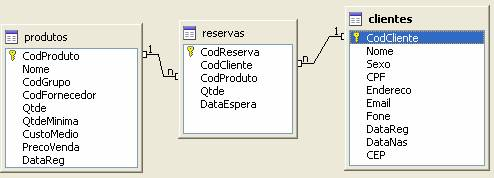 produtos
CodProduto
Nome
CodGrupo
CodFornecedor
Qtde
QtdeMinima
CustoMedio
PrecoVenda
DataReg
1
n
reservas
CodReserva
CodCliente
CodProduto
Qtde
DataEspera
n
1
clientes
CodCliente
Nome
Sexo
CPF
Endereco
Email
Fone
DataReg
DataNas
CEP